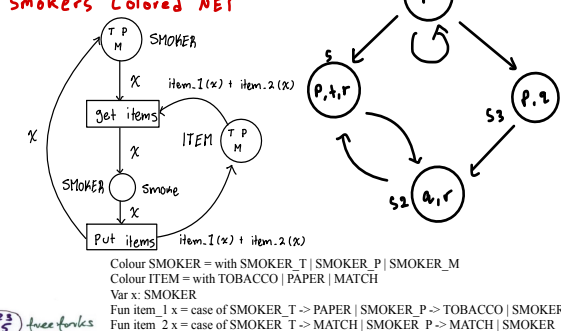 Smokers Colored NET
T P
M
SMOKER
x
item_1(x) + item_2(x)
get items
x
ITEM
T P
M
x
SMOKER
Smoke
x
Put items
item_1(x) + item_2(x)
S
p,t,r
p,q
S3
S2
q,r
Colour SMOKER = with SMOKER_T | SMOKER_P | SMOKER_M
Colour ITEM = with TOBACCO | PAPER | MATCH
Var x: SMOKER
Fun item_1 x = case of SMOKER_T -> PAPER | SMOKER_P -> TOBACCO | SMOKER
Fun item_2 x = case of SMOKER_T -> MATCH | SMOKER_P -> MATCH | SMOKER
free forks